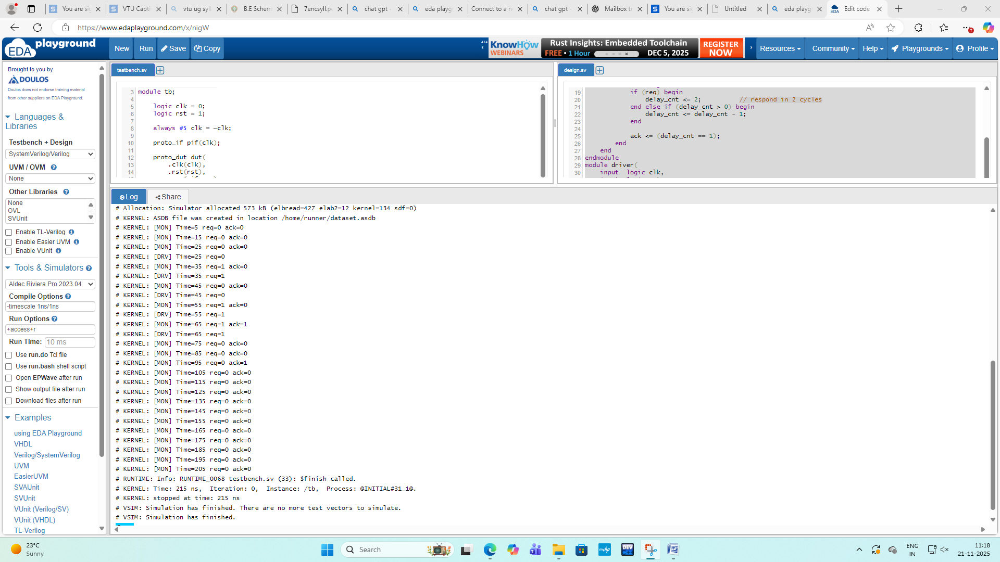 You are sig
VTU Capti
vtu ug syll
B.E Schem
7encsyll.pc
chat gpt -
eda playg
Connect to a n
chat gpt -
Mailbox tr
You are sig
Untitled
eda playg
Edit code
https://www.edaplayground.com/x/nigW
EDA playground
New
Run
Save
Copy
4/4
KnowHow WEBINARS
Rust Insights: Embedded Toolchain
FREE • 1 Hour
DEC 5, 2025
REGISTER NOW
Resources
Community
Help
Playgrounds
Profile
Brought to you by
DOULOS
Doulos does not endorse training material
from other suppliers on EDA Playground.
Languages &
Libraries
Testbench + Design
SystemVerilog/Verilog
UVM / OVM
None
Other Libraries
None
OVL
SVUnit
Enable TL-Verilog
Enable Easier UVM
Enable VUnit
Tools & Simulators
Aldec Riviera Pro 2023.04
Compile Options
-timescale 1ns/1ns
Run Options
+access+r
Run Time: 10 ms
Use run.do Tcl file
Use run.bash shell script
Open EPWave after run
Show output file after run
Download files after run
Examples
using EDA Playground
VHDL
Verilog/SystemVerilog
UVM
EasierUVM
SVAUnit
SVUnit
VUnit (Verilog/SV)
VUnit (VHDL)
TL-Verilog
testbench.sv
3 module tb;
4
5 logic clk = 0;
6 logic rst = 1;
7
8 always #5 clk = ~clk;
9
10 proto_if pif(clk);
11
12 proto_dut dut(
13 .clk(clk),
14 .rst(rst),
design.sv
19 if (req) begin
20 delay_cnt <= 2; // respond in 2 cycles
21 end else if (delay_cnt > 0) begin
22 delay_cnt <= delay_cnt - 1;
23 end
24
25 ack <= (delay_cnt == 1);
26 end
27 end
28 endmodule
29 module driver(
30 input logic clk,
Log
Share
# Allocation: Simulator allocated 573 kB (elbread=427 elab2=12 kernel=134 sdf=0)
# KERNEL: ASDB file was created in location /home/runner/dataset.asdb
# KERNEL: [MON] Time=5 req=0 ack=0
# KERNEL: [MON] Time=15 req=0 ack=0
# KERNEL: [MON] Time=25 req=0 ack=0
# KERNEL: [DRV] Time=25 req=0
# KERNEL: [MON] Time=35 req=1 ack=0
# KERNEL: [DRV] Time=35 req=1
# KERNEL: [MON] Time=45 req=0 ack=0
# KERNEL: [DRV] Time=45 req=0
# KERNEL: [MON] Time=55 req=1 ack=0
# KERNEL: [DRV] Time=55 req=1
# KERNEL: [MON] Time=65 req=1 ack=1
# KERNEL: [DRV] Time=65 req=1
# KERNEL: [MON] Time=75 req=0 ack=0
# KERNEL: [MON] Time=85 req=0 ack=0
# KERNEL: [MON] Time=95 req=0 ack=1
# KERNEL: [MON] Time=105 req=0 ack=0
# KERNEL: [MON] Time=115 req=0 ack=0
# KERNEL: [MON] Time=125 req=0 ack=0
# KERNEL: [MON] Time=135 req=0 ack=0
# KERNEL: [MON] Time=145 req=0 ack=0
# KERNEL: [MON] Time=155 req=0 ack=0
# KERNEL: [MON] Time=165 req=0 ack=0
# KERNEL: [MON] Time=175 req=0 ack=0
# KERNEL: [MON] Time=185 req=0 ack=0
# KERNEL: [MON] Time=195 req=0 ack=0
# KERNEL: [MON] Time=205 req=0 ack=0
# RUNTIME: Info: RUNTIME_0068 testbench.sv (33): $finish called.
# KERNEL: Time: 215 ns, Iteration: 0, Instance: /tb, Process: @INITIAL#31_1@.
# KERNEL: stopped at time: 215 ns
# VSIM: Simulation has finished. There are no more test vectors to simulate.
# VSIM: Simulation has finished.
23°C
Sunny
Search
myhp
DEV
ENG
IN
11:18
21-11-2025